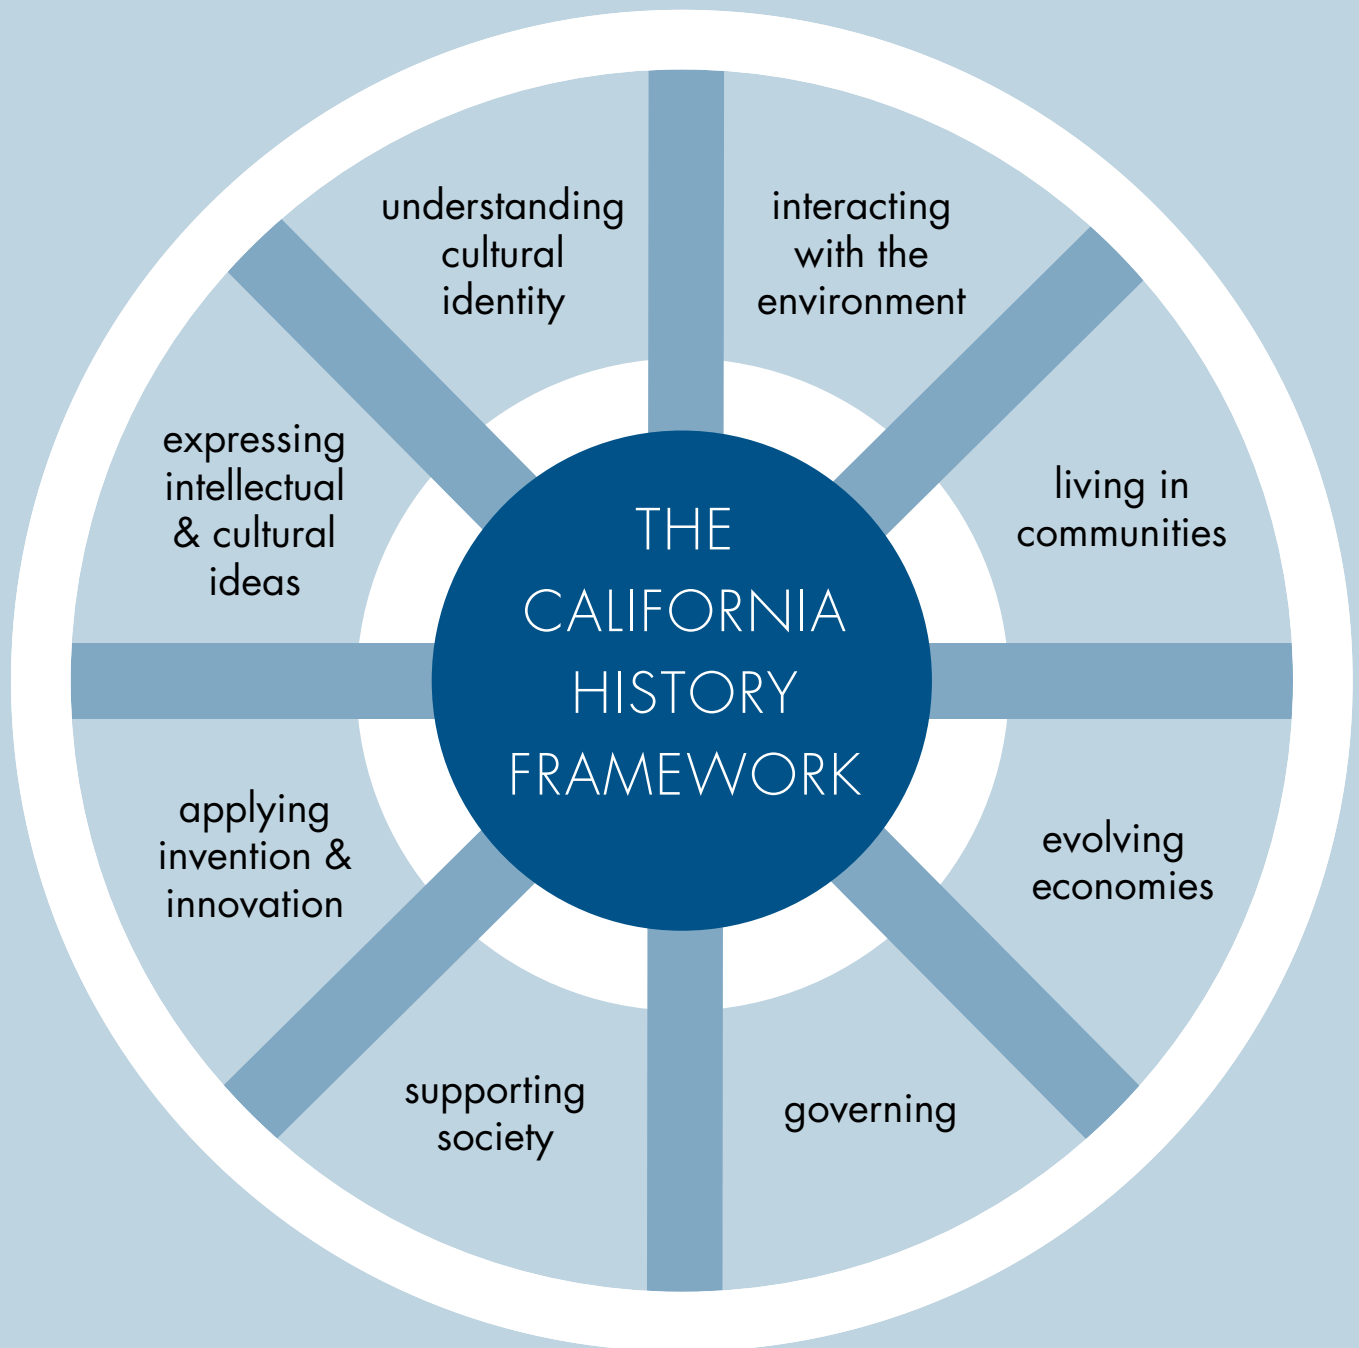 understanding
cultural
identity
interacting
with the
environment
living in
communities
evolving
economies
governing
supporting
society
applying
invention &
innovation
expressing
intellectual
& cultural
ideas
THE
CALIFORNIA
HISTORY
FRAMEWORK